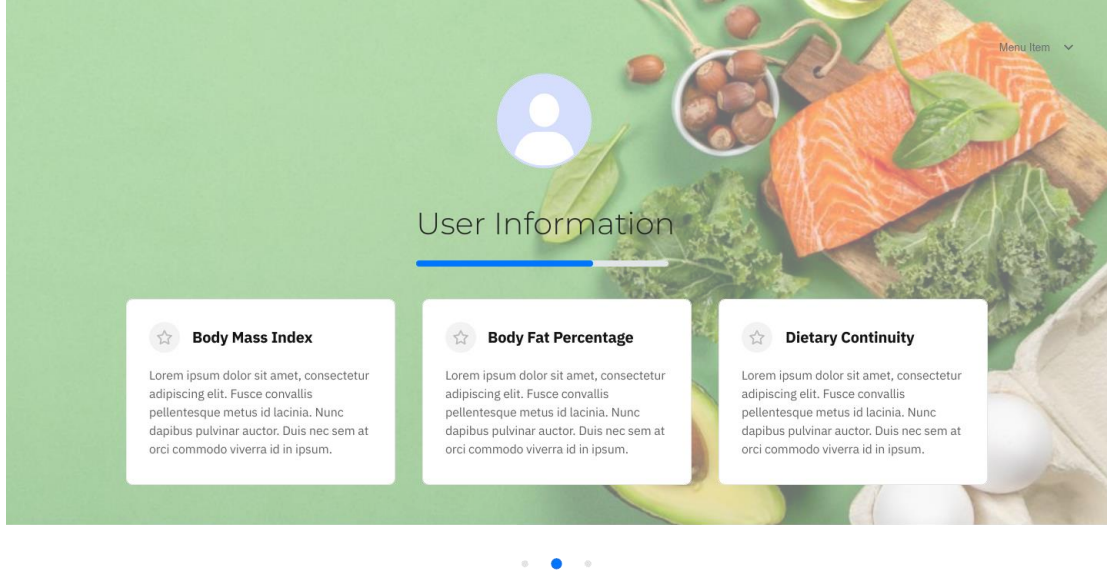 Menu Item
User Information
Body Mass Index
Lorem ipsum dolor sit amet, consectetur
adipiscing elit. Fusce convallis
pellentesque metus id lacinia. Nunc
dapibus pulvinar auctor. Duis nec sem at
orci commodo viverra id in ipsum.
Body Fat Percentage
Lorem ipsum dolor sit amet, consectetur
adipiscing elit. Fusce convallis
pellentesque metus id lacinia. Nunc
dapibus pulvinar auctor. Duis nec sem at
orci commodo viverra id in ipsum.
Dietary Continuity
Lorem ipsum dolor sit amet, consectetur
adipiscing elit. Fusce convallis
pellentesque metus id lacinia. Nunc
dapibus pulvinar auctor. Duis nec sem at
orci commodo viverra id in ipsum.